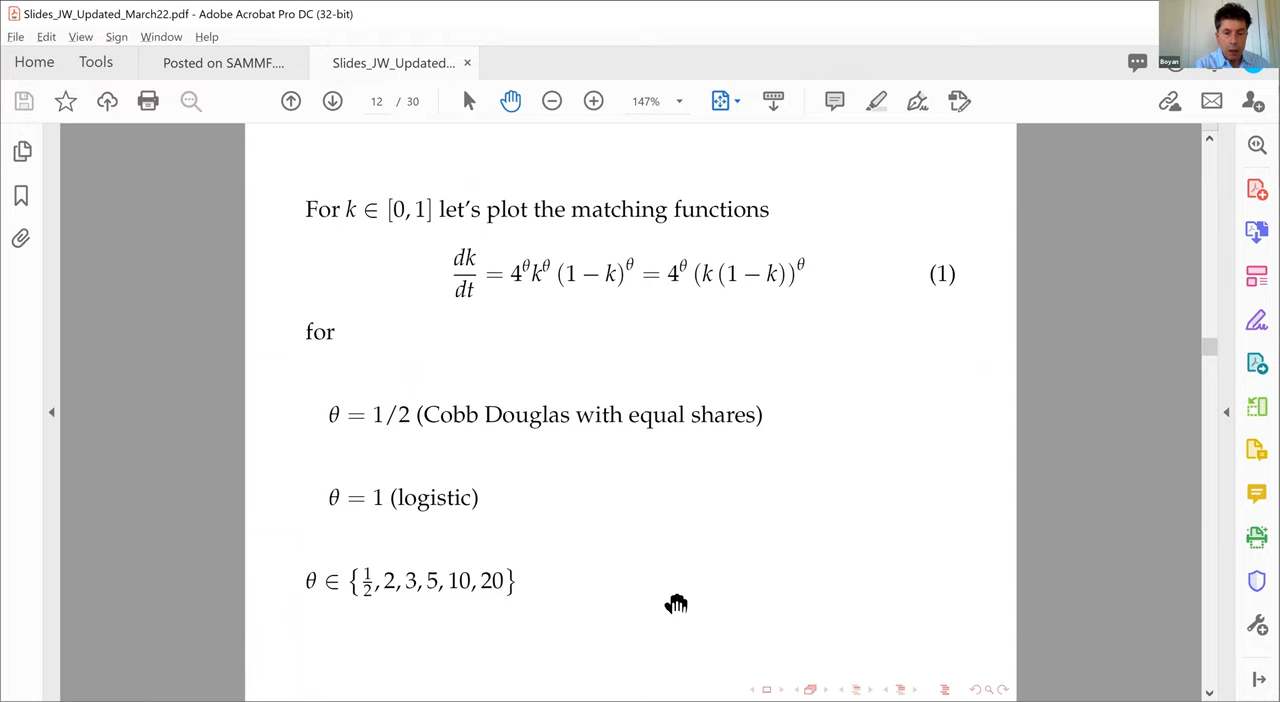 Slides_JW_Updated_March22.pdf - Adobe Acrobat Pro DC (32-bit)
File Edit View Sign Window Help
Home Tools Posted on SAMMF.... Slides_JW_Updated... ×
12 / 30 147%
Boyan
For k ∈ [0, 1] let's plot the matching functions
dk/dt = 4^θ k^θ (1 − k)^θ = 4^θ (k (1 − k))^θ (1)
for
θ = 1/2 (Cobb Douglas with equal shares)
θ = 1 (logistic)
θ ∈ {1/2, 2, 3, 5, 10, 20}